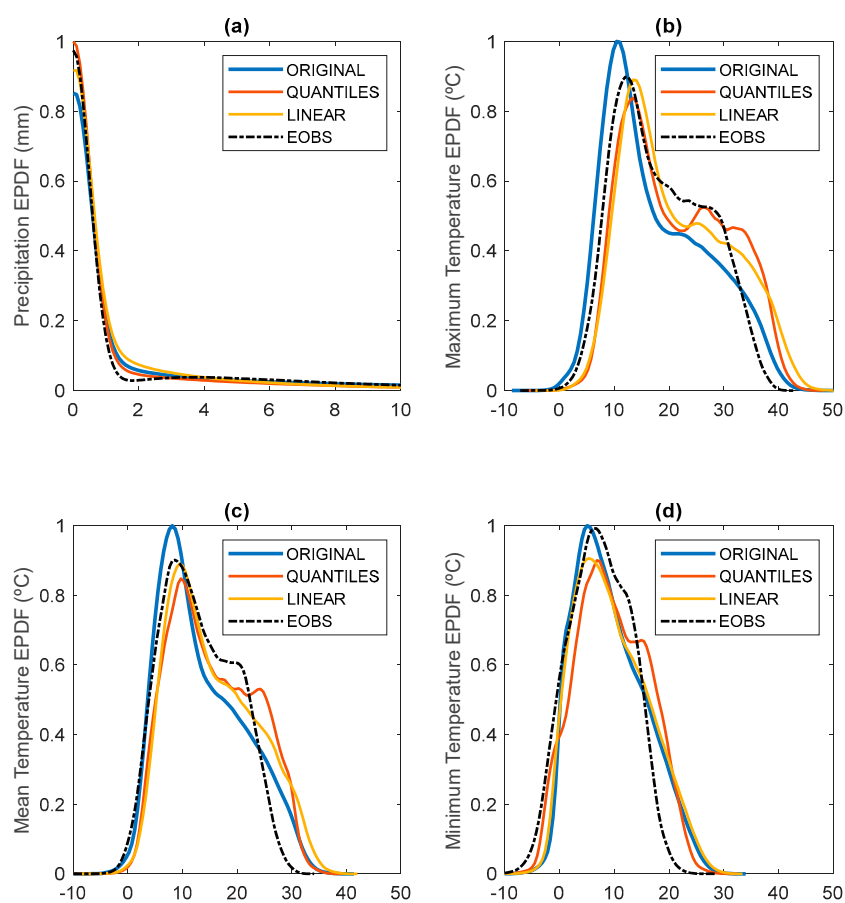 (a)
Precipitation EPDF (mm)
1
0.8
0.6
0.4
0.2
0
0 2 4 6 8 10
ORIGINAL
QUANTILES
LINEAR
EOBS
(b)
Maximum Temperature EPDF (ºC)
1
0.8
0.6
0.4
0.2
0
-10 0 10 20 30 40 50
ORIGINAL
QUANTILES
LINEAR
EOBS
(c)
Mean Temperature EPDF (ºC)
1
0.8
0.6
0.4
0.2
0
-10 0 10 20 30 40 50
ORIGINAL
QUANTILES
LINEAR
EOBS
(d)
Minimum Temperature EPDF (ºC)
1
0.8
0.6
0.4
0.2
0
-10 0 10 20 30 40 50
ORIGINAL
QUANTILES
LINEAR
EOBS